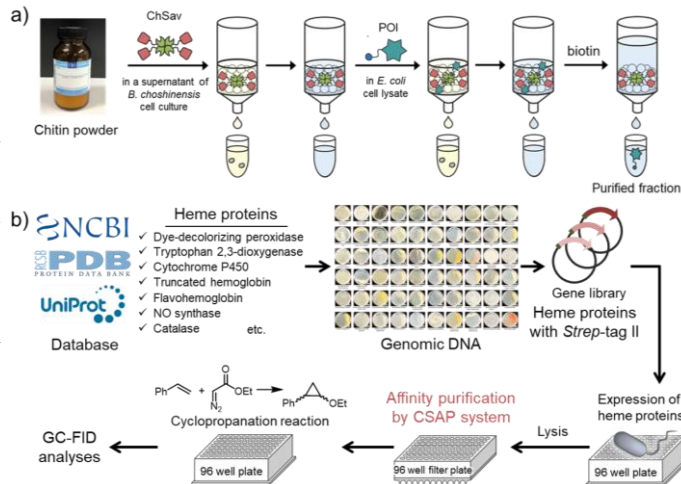 a)
ChSav
in a supernatant of
B. choshinensis
cell culture
Chitin powder
POI
in E. coli
cell lysate
biotin
Purified fraction
b)
NCBI
RCSB
PDB
PROTEIN DATA BANK
UniProt
Database
Heme proteins
✓ Dye-decolorizing peroxidase
✓ Tryptophan 2,3-dioxygenase
✓ Cytochrome P450
✓ Truncated hemoglobin
✓ Flavohemoglobin
✓ NO synthase
✓ Catalase etc.
Genomic DNA
Gene library
Heme proteins
with Strep-tag II
Expression of
heme proteins
96 well plate
Lysis
Affinity purification
by CSAP system
96 well filter plate
Ph
+
N2
O
OEt
Ph
O
OEt
Cyclopropanation reaction
96 well plate
GC-FID
analyses